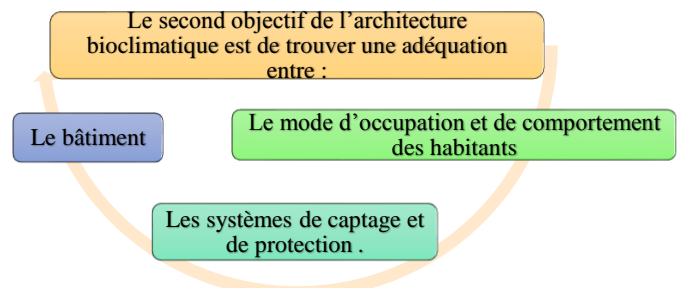 Le second objectif de l’architecture
bioclimatique est de trouver une adéquation
entre :
Le bâtiment
Le mode d’occupation et de comportement
des habitants
Les systèmes de captage et
de protection .